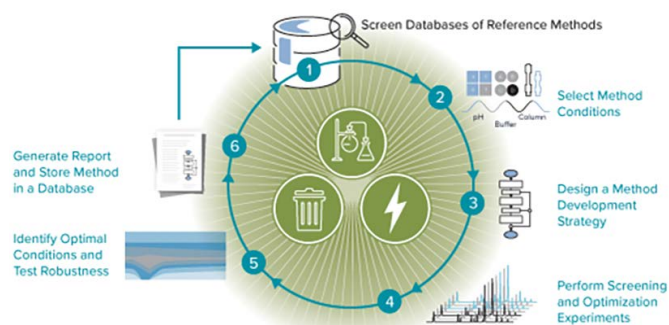 Screen Databases of Reference Methods
1
2
Select Method
Conditions
pH
Buffer
Column
3
Design a Method
Development
Strategy
4
Perform Screening
and Optimization
Experiments
5
Identify Optimal
Conditions and
Test Robustness
6
Generate Report
and Store Method
in a Database